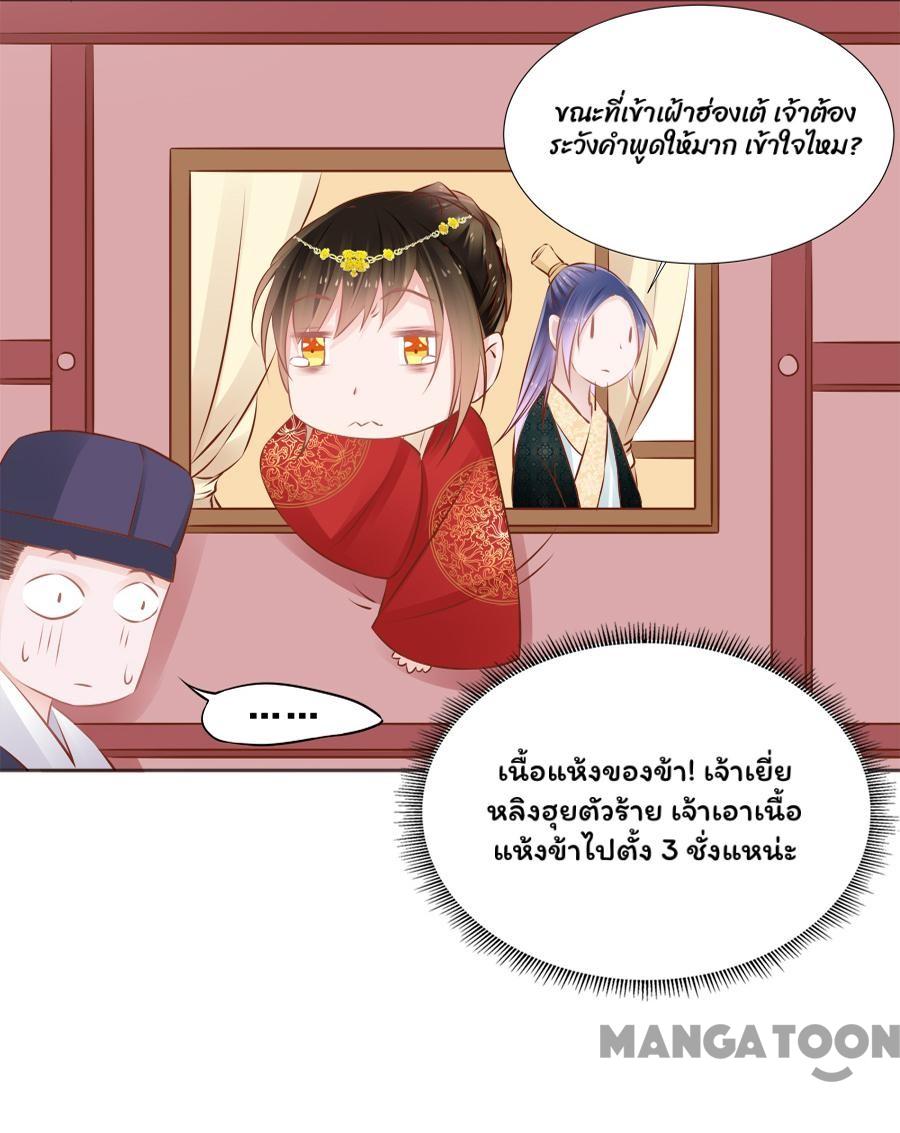 ขณะที่เข้าเฝ้าฮ่องเต้ เจ้าต้อง
ระวังคำพูดให้มาก เข้าใจไหม?
......
เนื้อแห้งของข้า! เจ้าเยี่ย
หลิงฮุยตัวร้าย เจ้าเอาเนื้อ
แห้งข้าไปตั้ง 3 ชั่งแหน่ะ
MANGATOON